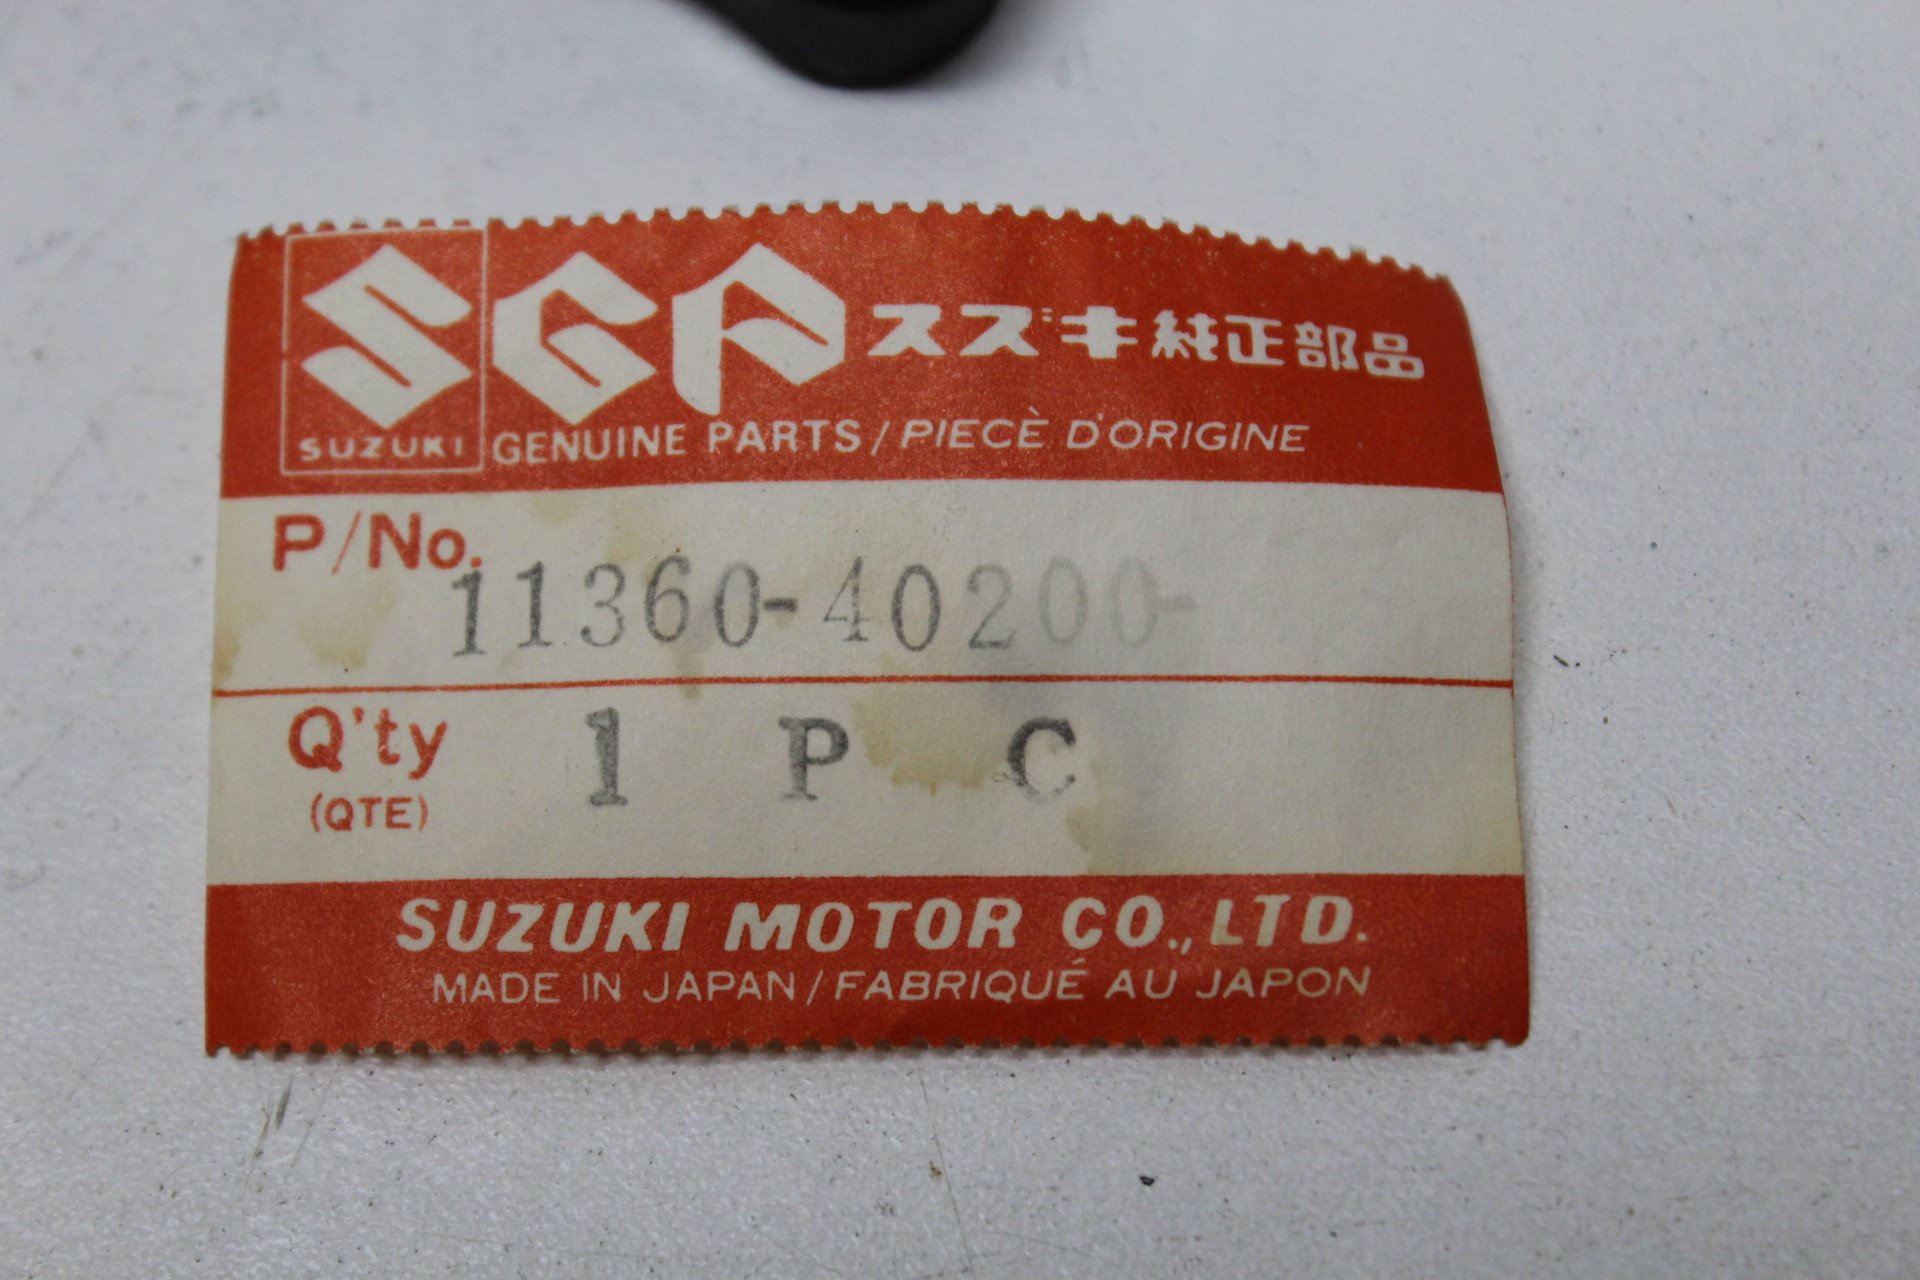 SGP スズキ純正部品
SUZUKI GENUINE PARTS / PIECÈ D'ORIGINE
P/No. 11360-40200-
Q'ty 1 P C
(QTE)
SUZUKI MOTOR CO., LTD.
MADE IN JAPAN / FABRIQUÉ AU JAPON